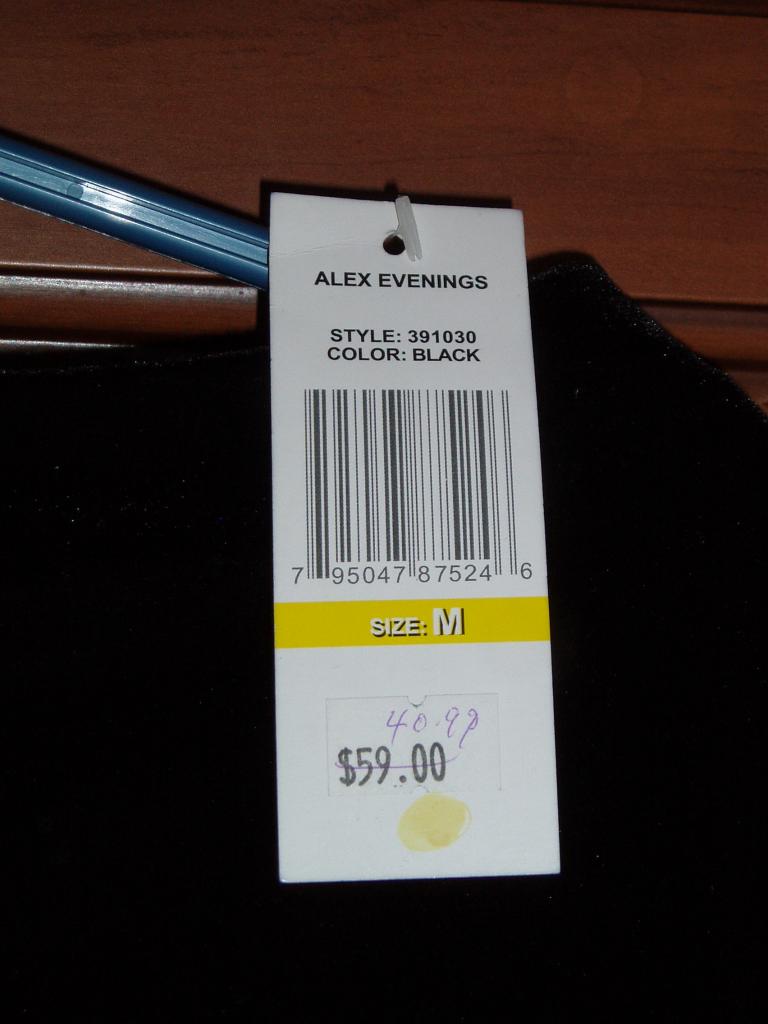 ALEX EVENINGS
STYLE: 391030
COLOR: BLACK
7 95047 87524 6
SIZE: M
40.99
$59.00